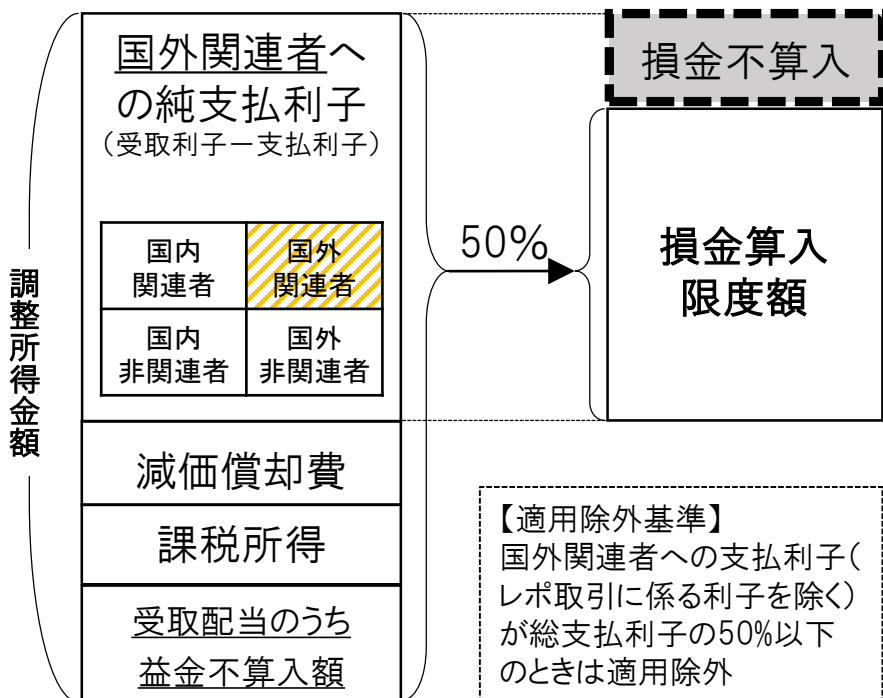 調整所得金額
国外関連者へ
の純支払利子
（受取利子－支払利子）
国内
関連者
国外
関連者
国内
非関連者
国外
非関連者
減価償却費
課税所得
受取配当のうち
益金不算入額
50%
損金不算入
損金算入
限度額
【適用除外基準】
国外関連者への支払利子（
レポ取引に係る利子を除く）
が総支払利子の50%以下
のときは適用除外